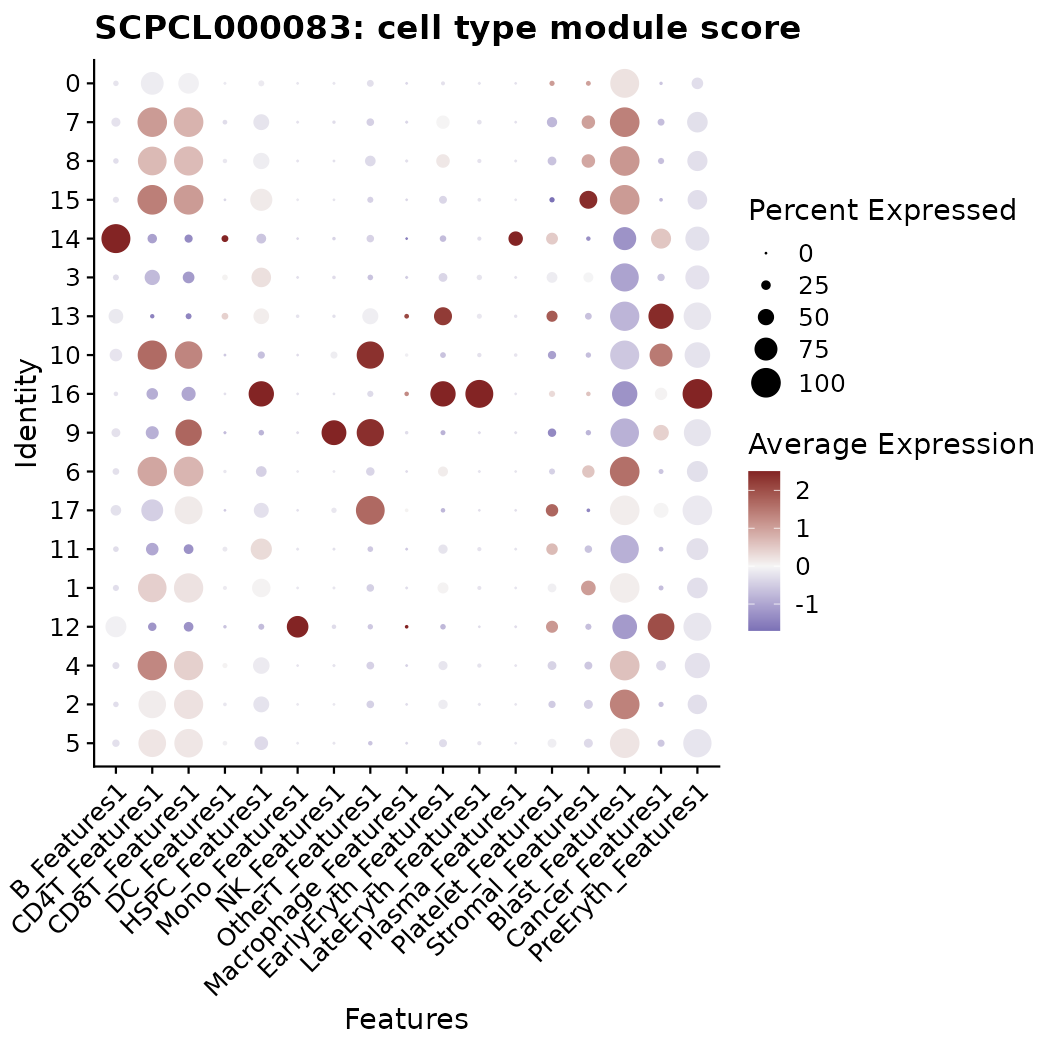 SCPCL000083: cell type module score
Identity
0
7
8
15
14
3
13
10
16
9
6
17
11
1
12
4
2
5
B_Features1
CD4T_Features1
CD8T_Features1
DC_Features1
HSPC_Features1
Mono_Features1
NK_Features1
OtherT_Features1
Macrophage_Features1
EarlyEryth_Features1
LateEryth_Features1
Plasma_Features1
Platelet_Features1
Stromal_Features1
Blast_Features1
Cancer_Features1
PreEryth_Features1
Features
Percent Expressed
0
25
50
75
100
Average Expression
2
1
0
-1